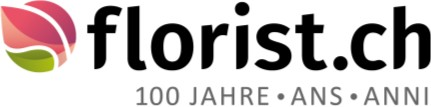 florist.ch
100 JAHRE • ANS • ANNI